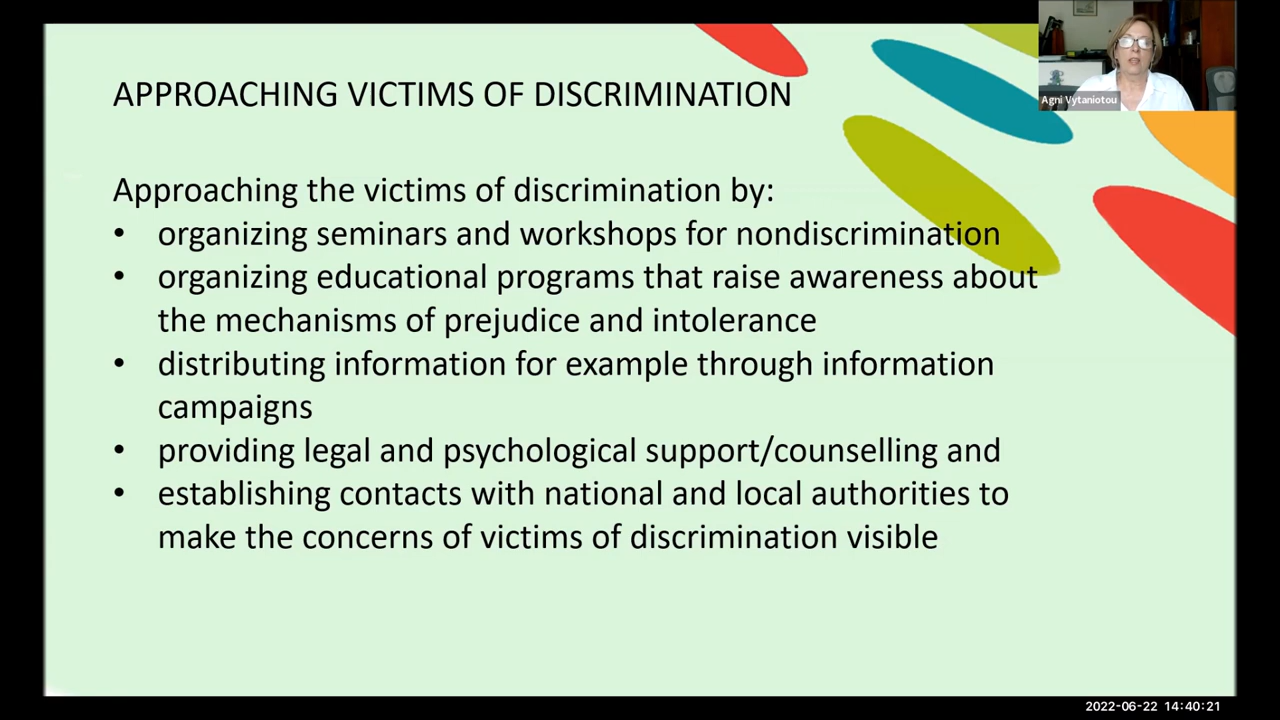 APPROACHING VICTIMS OF DISCRIMINATION
Agni Vytaniotou
Approaching the victims of discrimination by:
• organizing seminars and workshops for nondiscrimination
• organizing educational programs that raise awareness about
the mechanisms of prejudice and intolerance
• distributing information for example through information
campaigns
• providing legal and psychological support/counselling and
• establishing contacts with national and local authorities to
make the concerns of victims of discrimination visible
2022-06-22 14:40:21